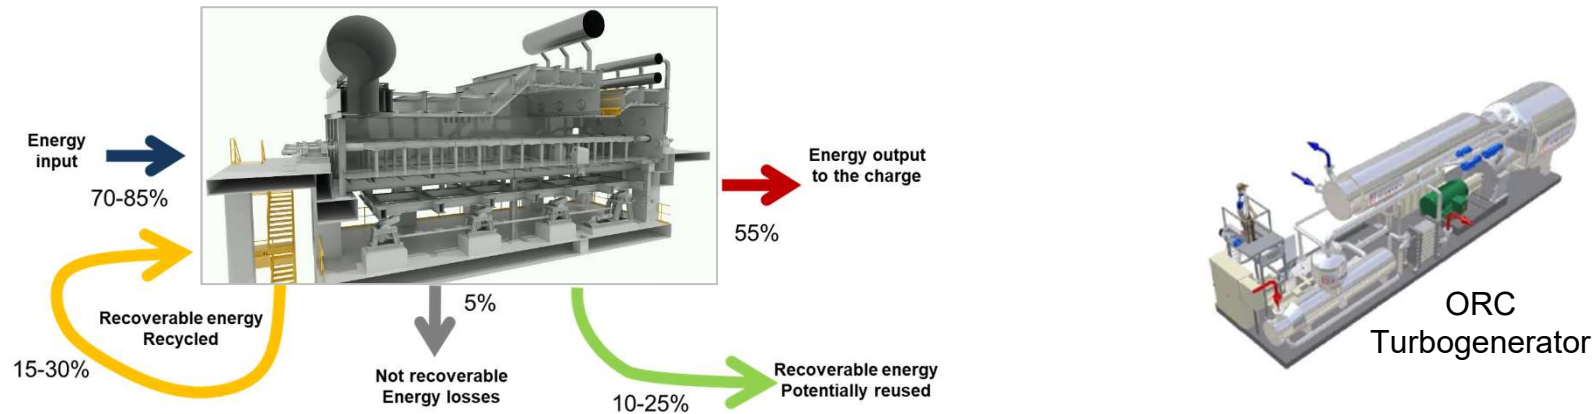 Energy
input
70-85%
Energy output
to the charge
55%
Recoverable energy
Recycled
15-30%
5%
Not recoverable
Energy losses
10-25%
Recoverable energy
Potentially reused
ORC
Turbogenerator